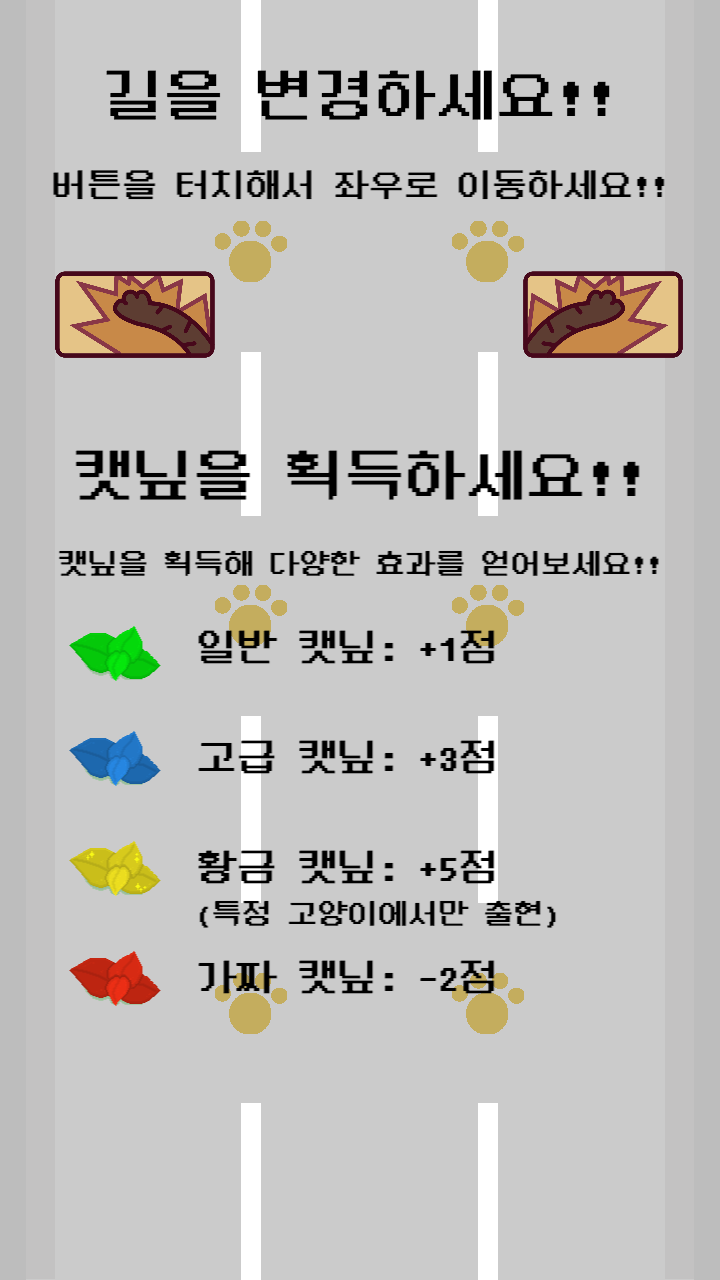 길을 변경하세요!!
버튼을 터치해서 좌우로 이동하세요!!
캣닢을 획득하세요!!
캣닢을 획득해 다양한 효과를 얻어보세요!!
일반 캣닢: +1점
고급 캣닢: +3점
황금 캣닢: +5점
(특정 고양이에서만 출현)
가짜 캣닢: -2점